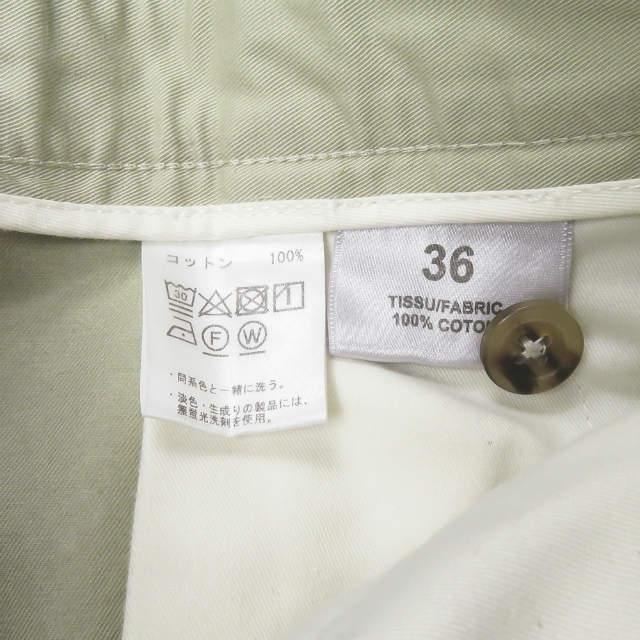 コットン 100%
30
F W
・同系色と一緒に洗う。
・淡色・生成りの製品には、
無蛍光洗剤を使用。
36
TISSU/FABRIC
100% COTON